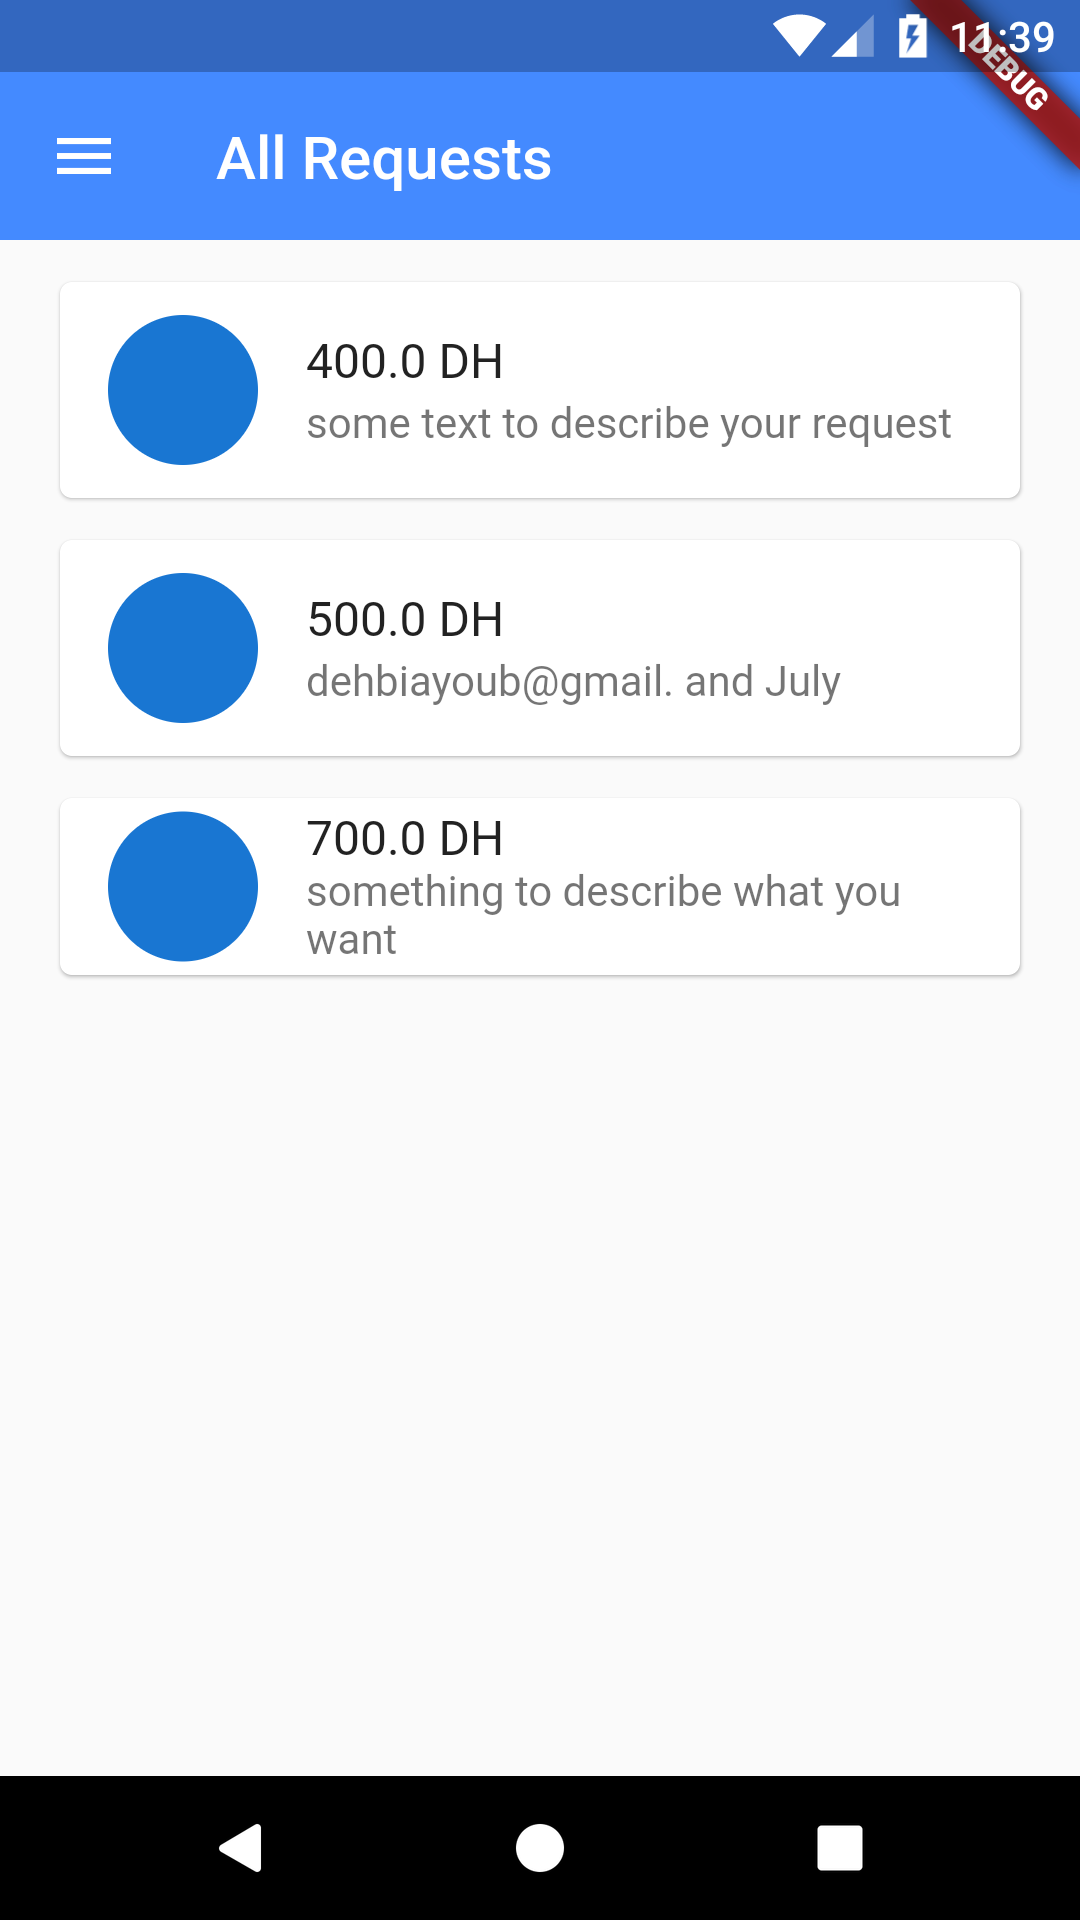 11:39
DEBUG
All Requests
400.0 DH
some text to describe your request
500.0 DH
dehbiayoub@gmail. and July
700.0 DH
something to describe what you
want